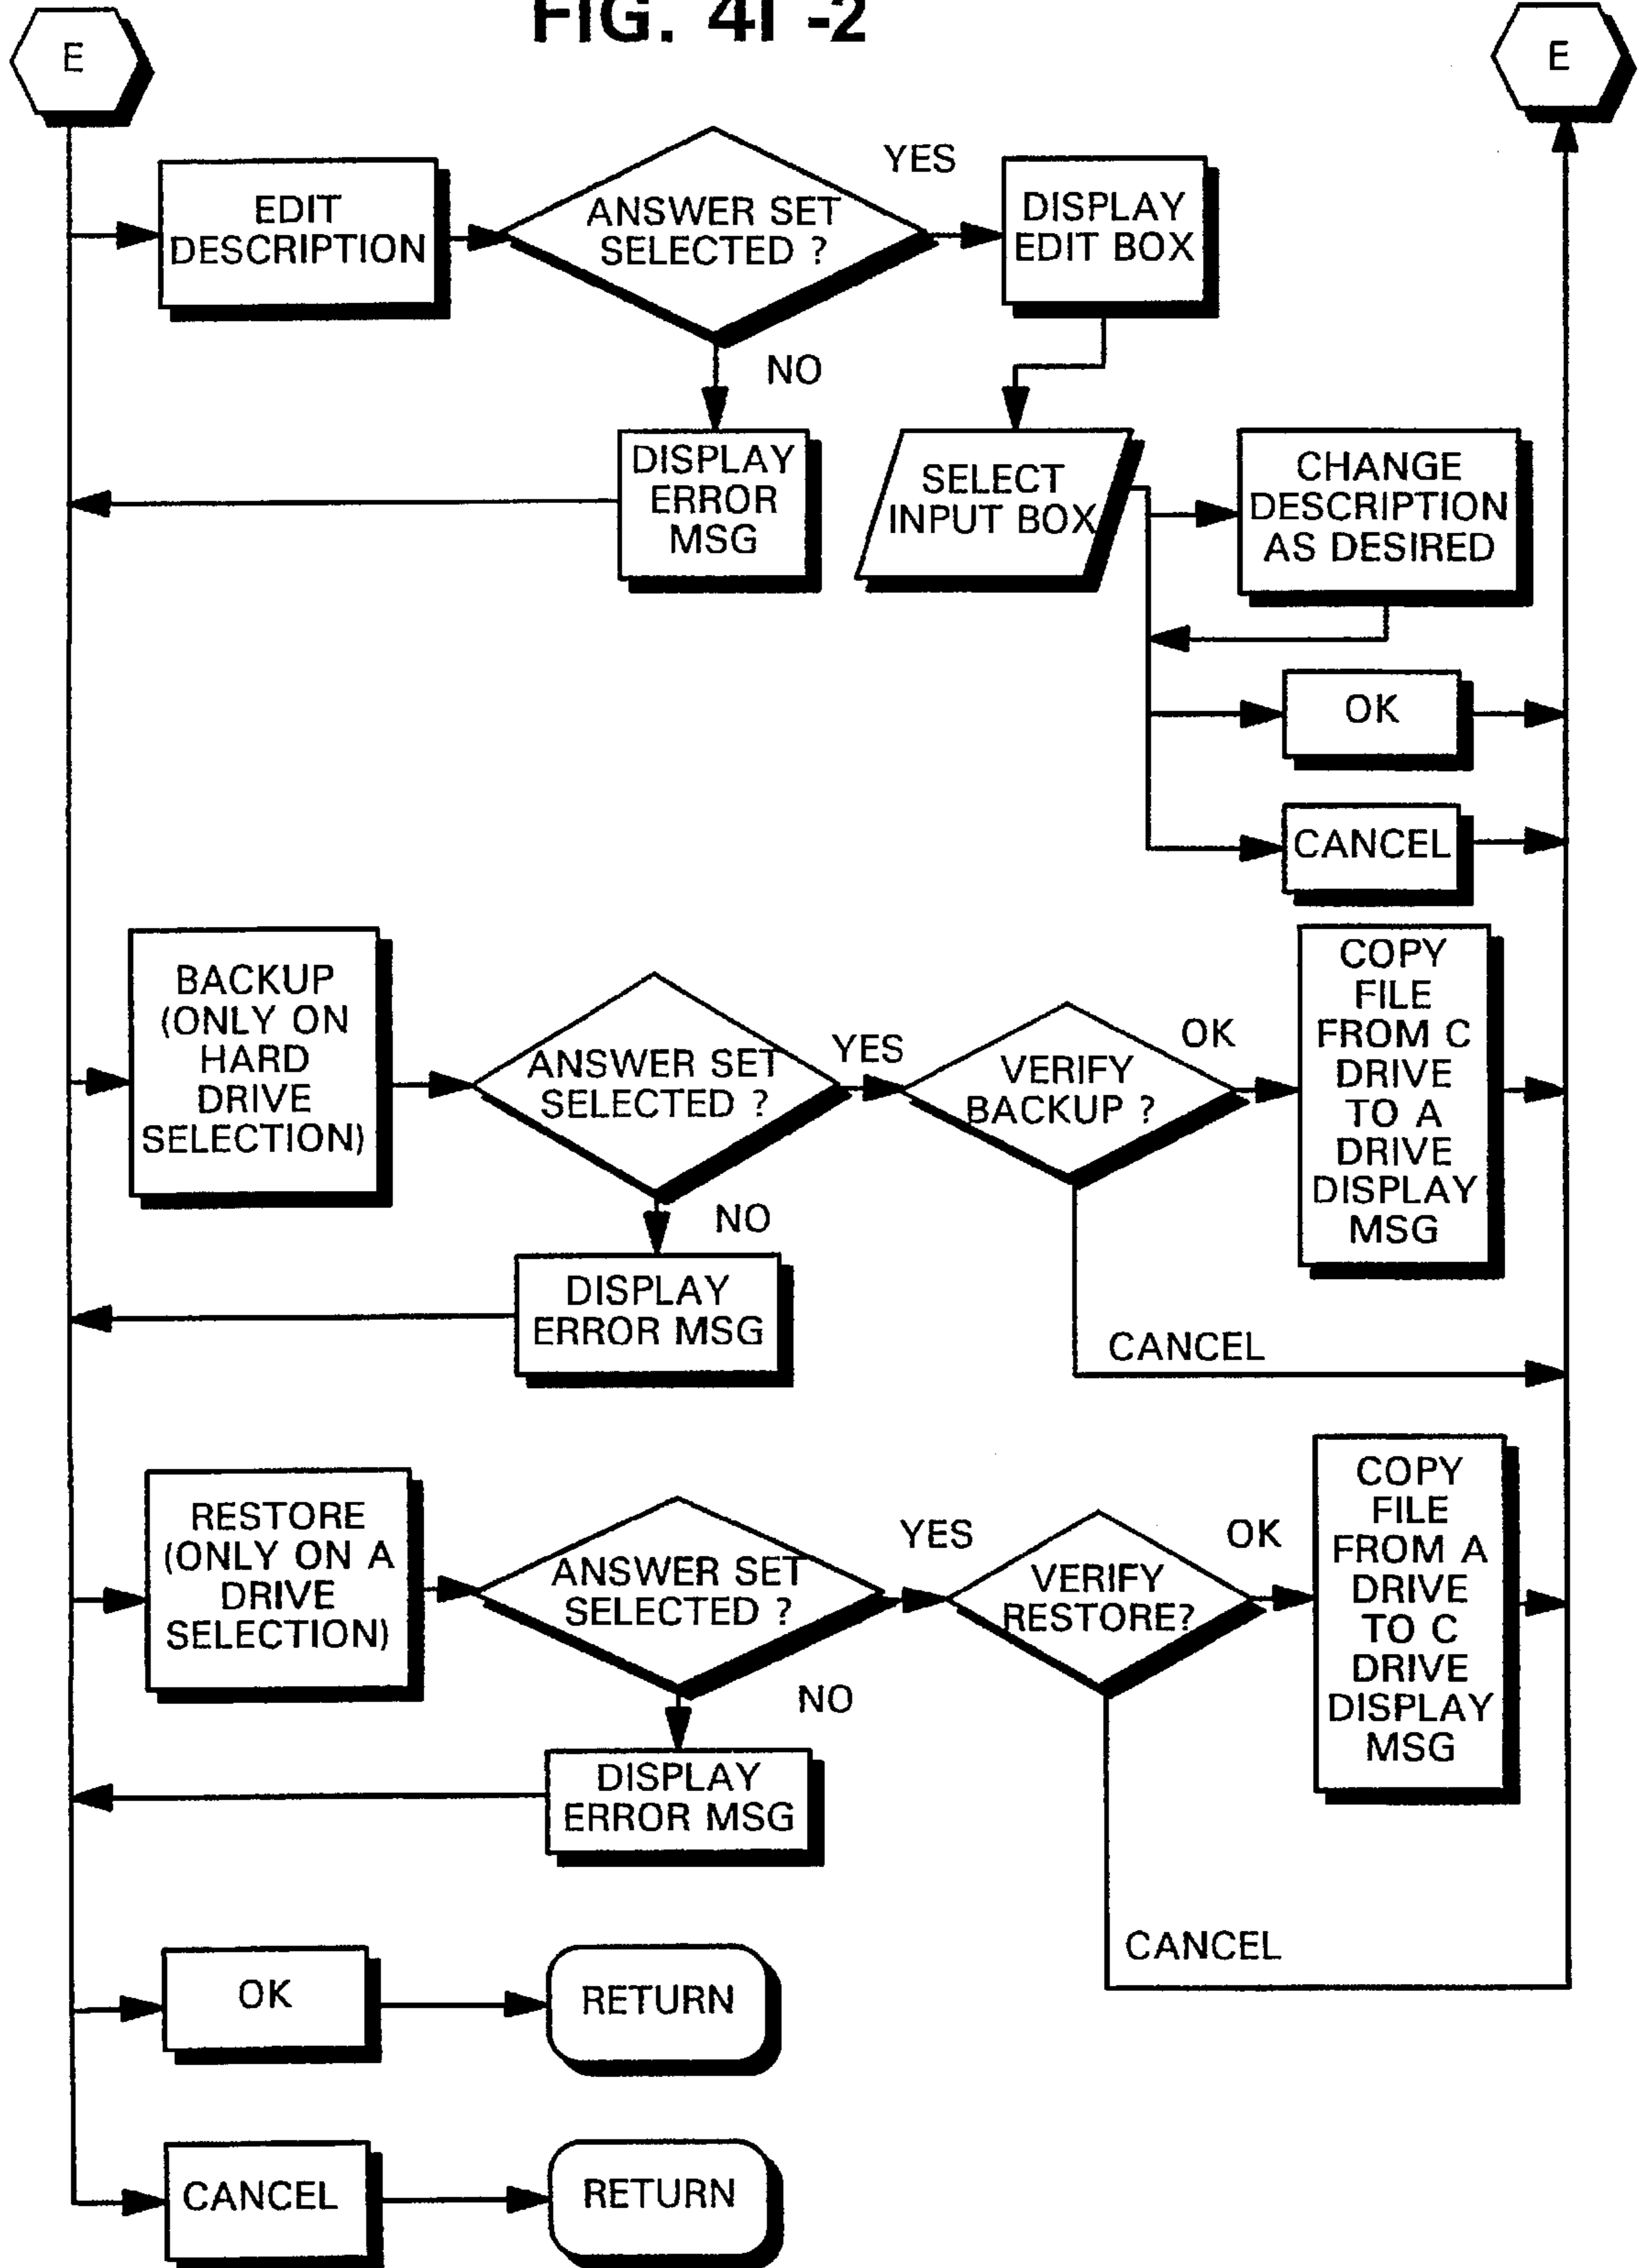 FIG. 4I-2
E
E
EDIT
DESCRIPTION
ANSWER SET
SELECTED ?
YES
DISPLAY
EDIT BOX
NO
DISPLAY
ERROR
MSG
SELECT
INPUT BOX
CHANGE
DESCRIPTION
AS DESIRED
OK
CANCEL
BACKUP
(ONLY ON
HARD
DRIVE
SELECTION)
ANSWER SET
SELECTED ?
YES
VERIFY
BACKUP ?
OK
COPY
FILE
FROM C
DRIVE
TO A
DRIVE
DISPLAY
MSG
NO
DISPLAY
ERROR MSG
CANCEL
RESTORE
(ONLY ON A
DRIVE
SELECTION)
ANSWER SET
SELECTED ?
YES
VERIFY
RESTORE?
OK
COPY
FILE
FROM A
DRIVE
TO C
DRIVE
DISPLAY
MSG
NO
DISPLAY
ERROR MSG
CANCEL
OK
RETURN
CANCEL
RETURN